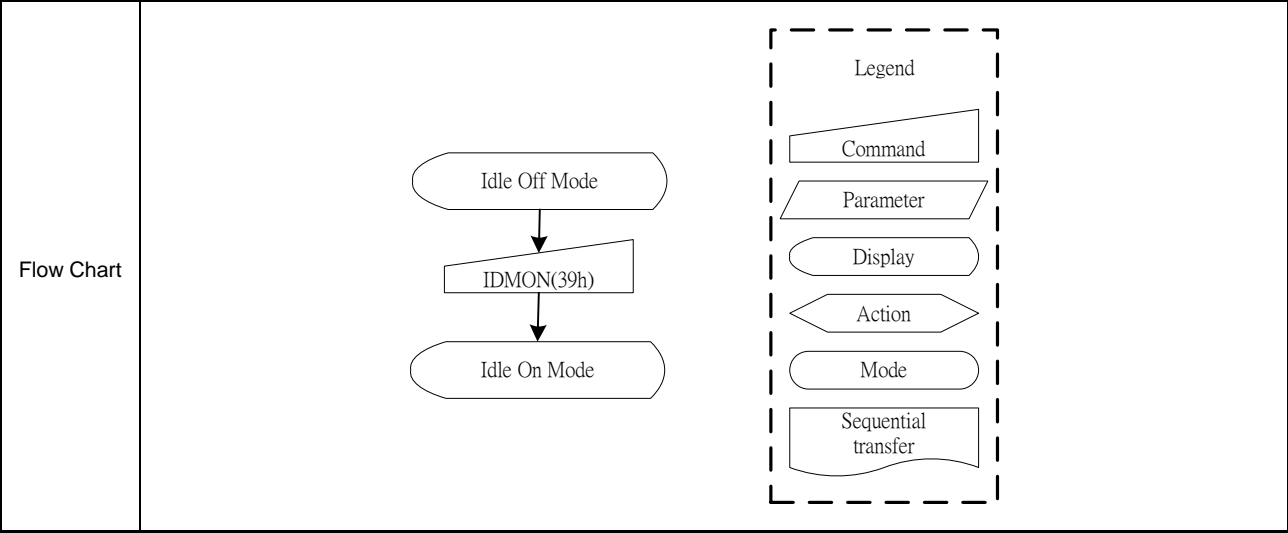 Flow Chart
Idle Off Mode
IDMON(39h)
Idle On Mode
Legend
Command
Parameter
Display
Action
Mode
Sequential
transfer